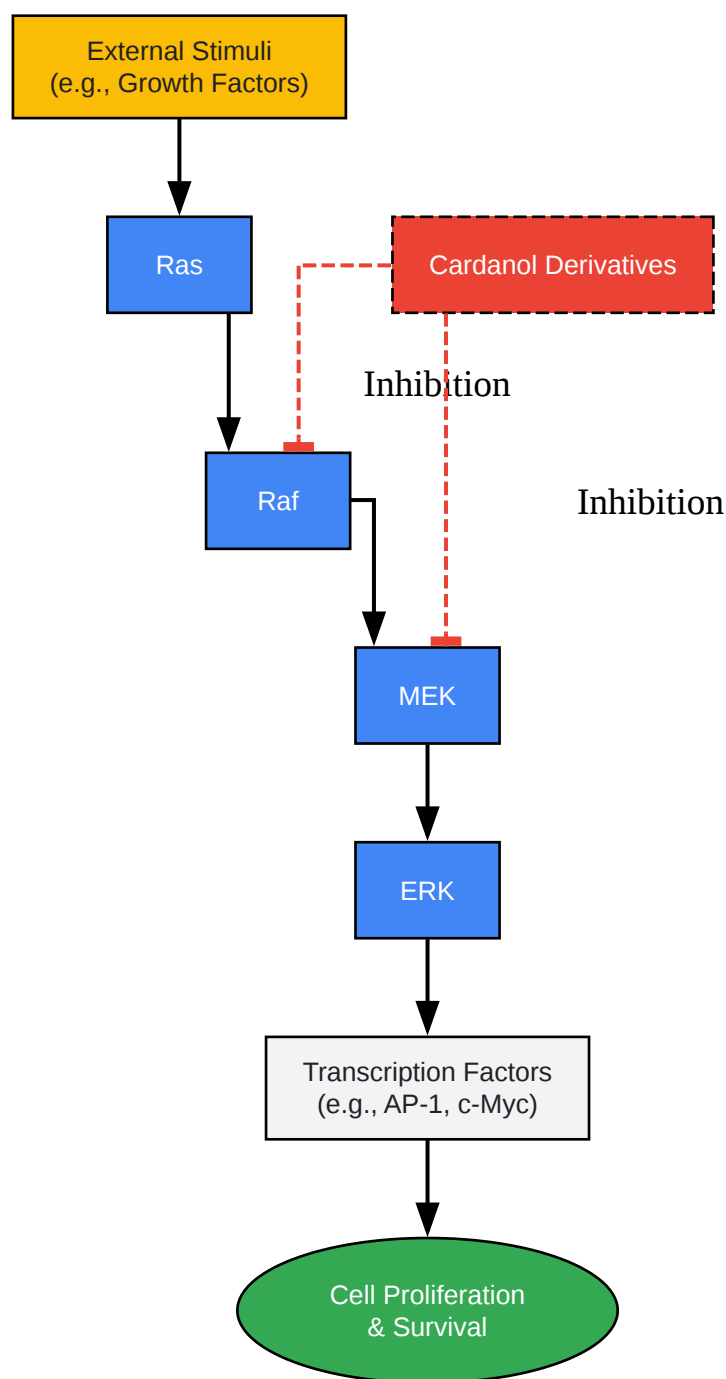 External Stimuli
(e.g., Growth Factors)
Ras
Cardanol Derivatives
Inhibition
Inhibition
Raf
MEK
ERK
Transcription Factors
(e.g., AP-1, c-Myc)
Cell Proliferation
& Survival